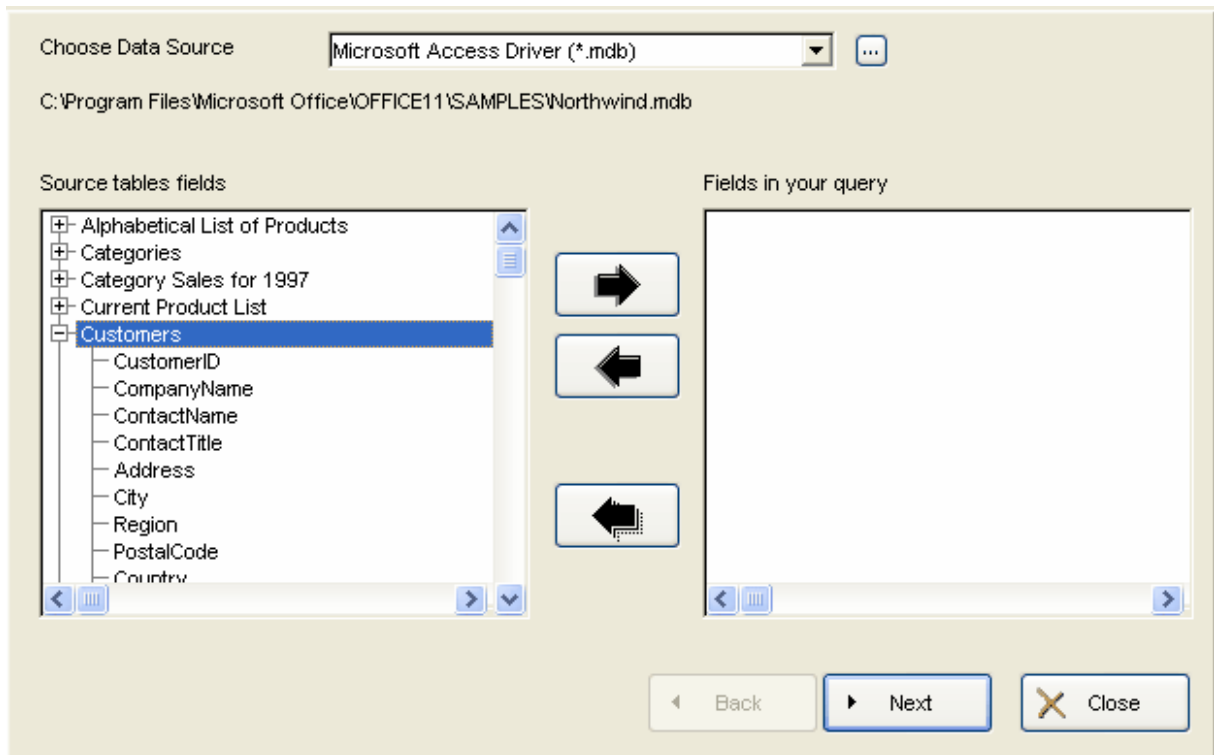 Choose Data Source
Microsoft Access Driver (*.mdb)
...
C:\Program Files\Microsoft Office\OFFICE11\SAMPLES\Northwind.mdb
Source tables fields
Fields in your query
Alphabetical List of Products
Categories
Category Sales for 1997
Current Product List
Customers
CustomerID
CompanyName
ContactName
ContactTitle
Address
City
Region
PostalCode
Country
Back
Next
Close